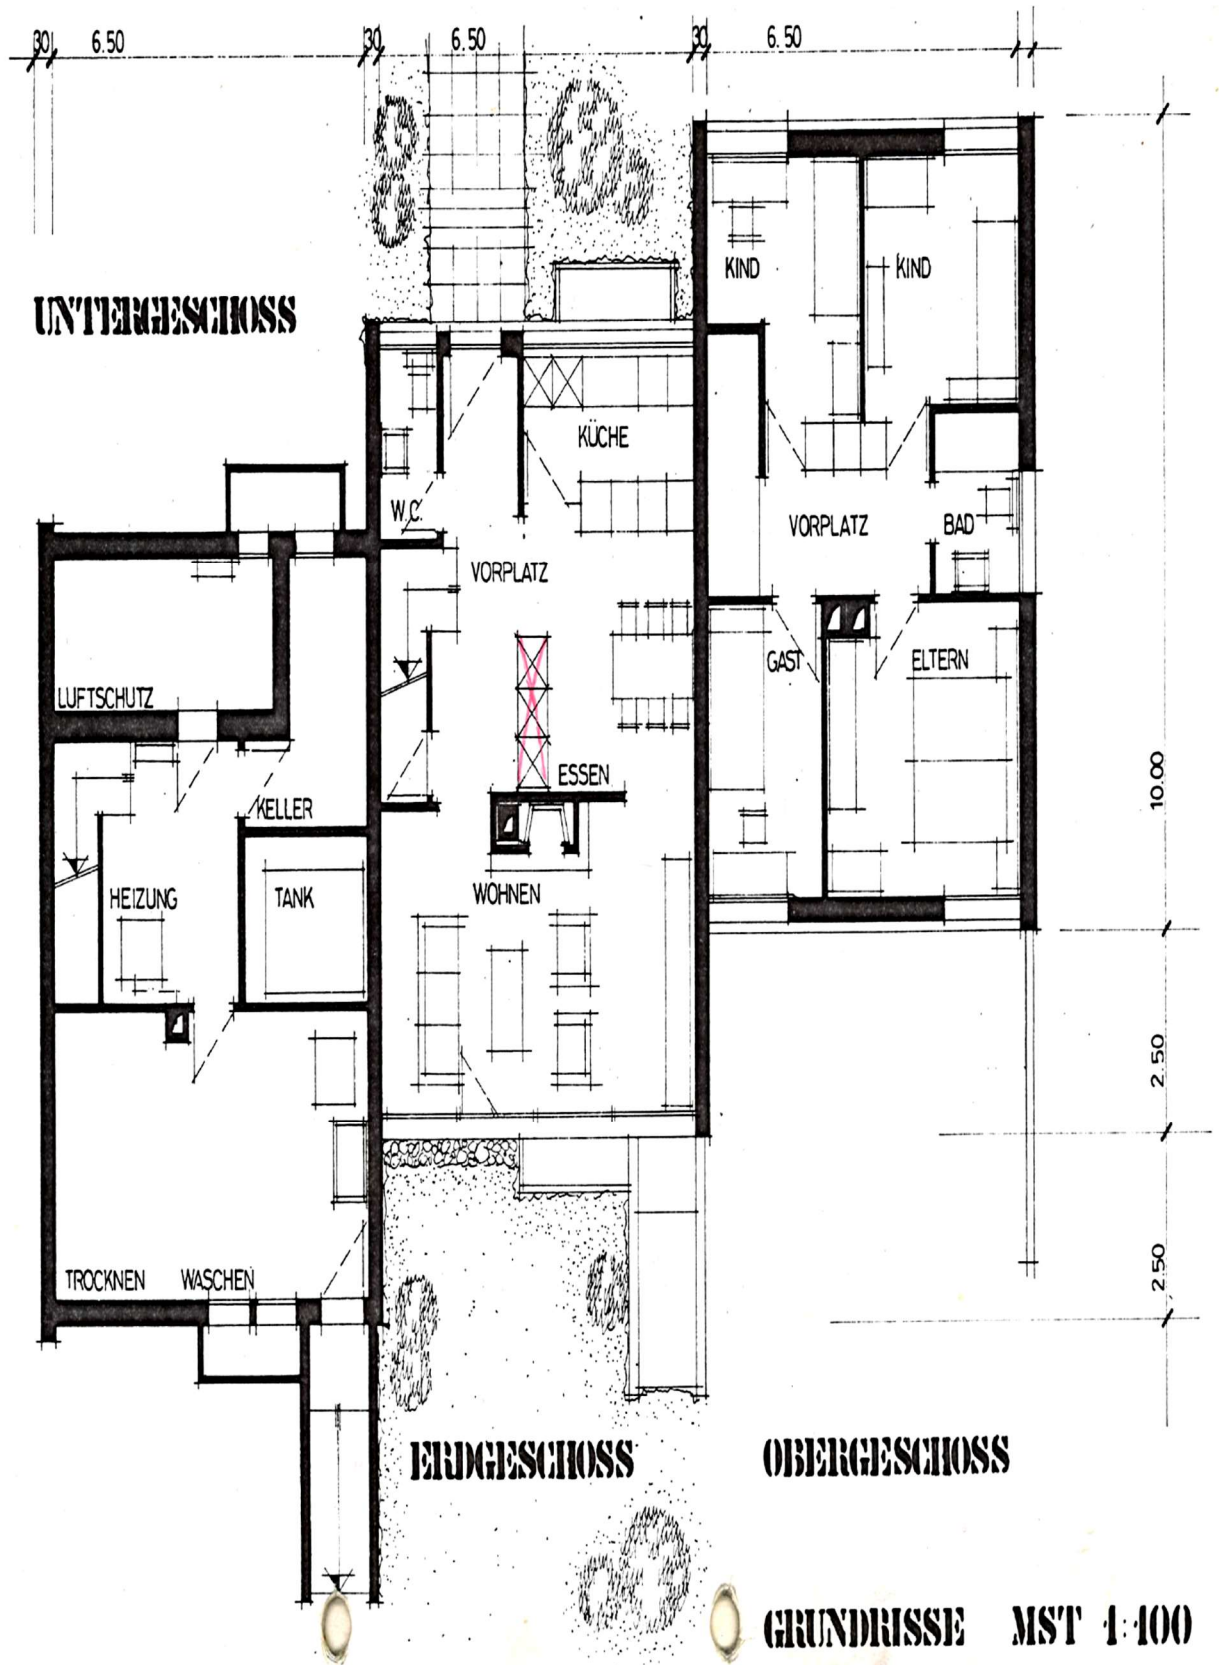 30 6.50 30 6.50 30 6.50
UNTERGESCHOSS
KIND KIND
KÜCHE
W.C.
VORPLATZ BAD
VORPLATZ
GAST ELTERN
LUFTSCHUTZ
ESSEN
10.00
KELLER
HEIZUNG TANK
WOHNEN
2.50
TROCKNEN WASCHEN
2.50
ERDGESCHOSS OBERGESCHOSS
GRUNDRISSE MST 1:100